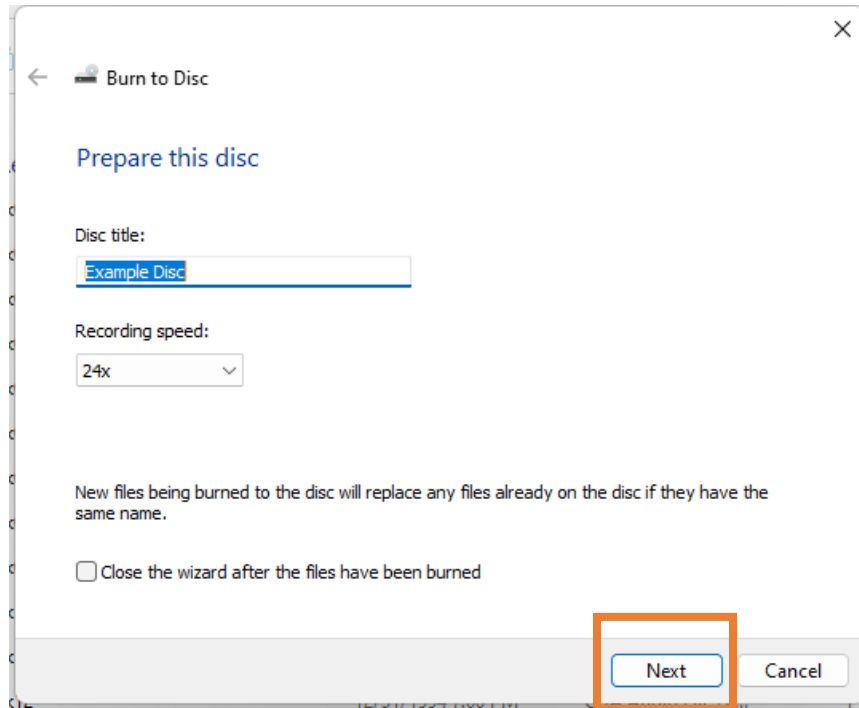 Burn to Disc
Prepare this disc
Disc title:
Example Disc
Recording speed:
24x
New files being burned to the disc will replace any files already on the disc if they have the
same name.
Close the wizard after the files have been burned
Next
Cancel